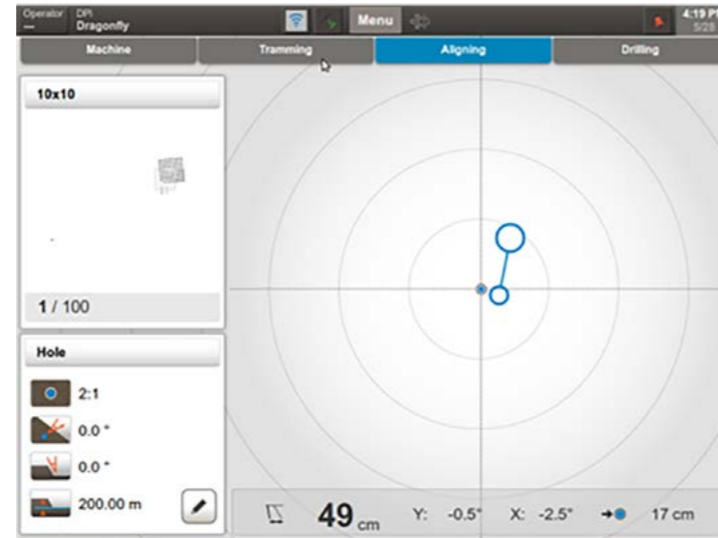 Operator DPI
— Dragonfly
Menu
4:19 P
5/28
Machine Tramming Aligning Drilling
10x10
1 / 100
Hole
2:1
0.0 °
0.0 °
200.00 m
49 cm Y: -0.5° X: -2.5° 17 cm